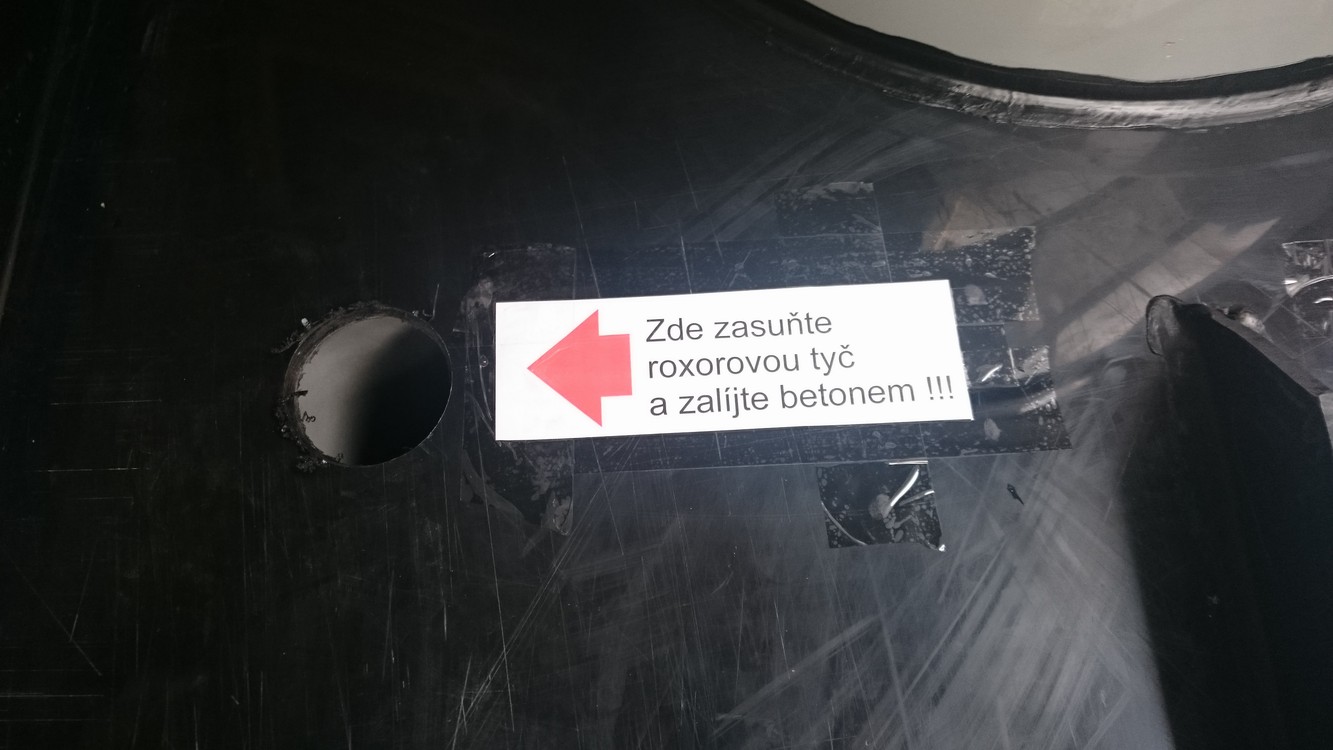 Zde zasuňte
roxorovou tyč
a zalíjte betonem !!!